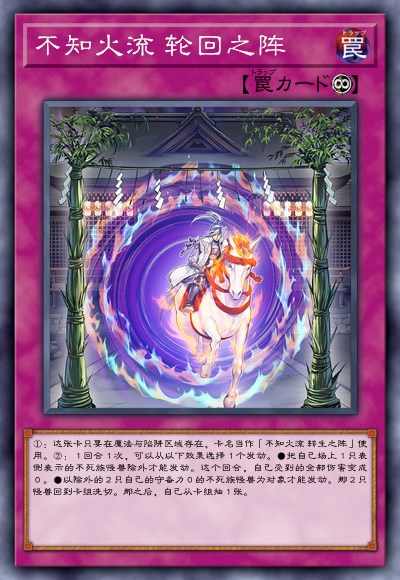 不知火流 轮回之阵
トラップ
罠
トラップ
【罠カード】
①：这张卡只要在魔法与陷阱区域存在，卡名当作「不知火流 转生之阵」使
用。②：1回合1次，可以从以下效果选择1个发动。●把自己场上1只表
侧表示的不死族怪兽除外才能发动。这个回合，自己受到的全部伤害变成
0。●以除外的2只自己的守备力0的不死族怪兽为对象才能发动。那2只
怪兽回到卡组洗切。那之后，自己从卡组抽1张。